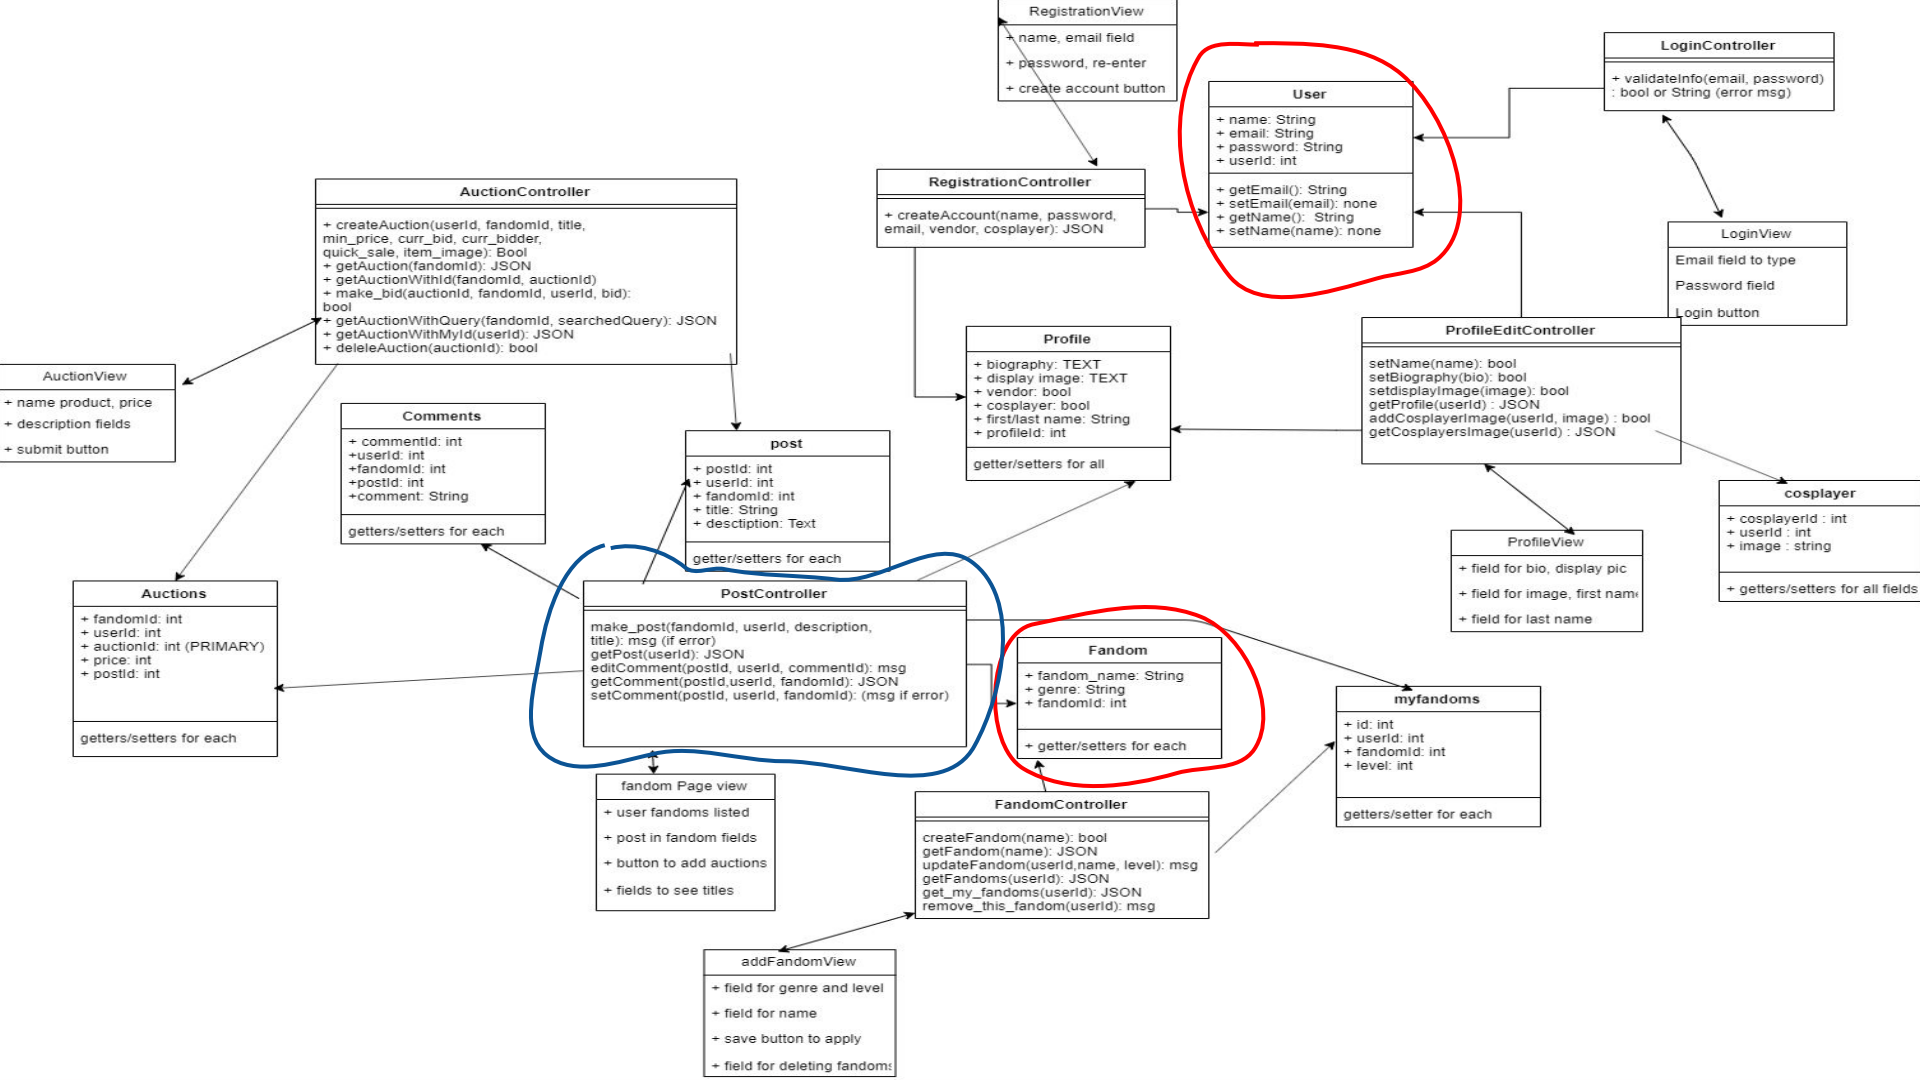 RegistrationView
+ name, email field
+ password, re-enter
+ create account button
User
+ name: String
+ email: String
+ password: String
+ userId: int
+ getEmail(): String
+ setEmail(email): none
+ getName(): String
+ setName(name): none
LoginController
+ validateInfo(email, password)
: bool or String (error msg)
AuctionController
+ createAuction(userId, fandomId, title,
min_price, curr_bid, curr_bidder,
quick_sale, item_image): Bool
+ getAuction(fandomId): JSON
+ getAuctionWithId(fandomId, auctionId)
+ make_bid(auctionId, fandomId, userId, bid):
bool
+ getAuctionWithQuery(fandomId, searchedQuery): JSON
+ getAuctionWithMyId(userId): JSON
+ deleleAuction(auctionId): bool
RegistrationController
+ createAccount(name, password,
email, vendor, cosplayer): JSON
LoginView
Email field to type
Password field
Login button
AuctionView
+ name product, price
+ description fields
+ submit button
Comments
+ commentId: int
+userId: int
+fandomId: int
+postId: int
+comment: String
getters/setters for each
post
+ postId: int
+ userId: int
+ fandomId: int
+ title: String
+ desctiption: Text
getter/setters for each
Profile
+ biography: TEXT
+ display image: TEXT
+ vendor: bool
+ cosplayer: bool
+ first/last name: String
+ profileId: int
getter/setters for all
ProfileEditController
setName(name): bool
setBiography(bio): bool
setdisplayImage(image): bool
getProfile(userId) : JSON
addCosplayerImage(userId, image) : bool
getCosplayersImage(userId) : JSON
cosplayer
+ cosplayerId : int
+ userId : int
+ image : string
+ getters/setters for all fields
ProfileView
+ field for bio, display pic
+ field for image, first name
+ field for last name
Auctions
+ fandomId: int
+ userId: int
+ auctionId: int (PRIMARY)
+ price: int
+ postId: int
getters/setters for each
PostController
make_post(fandomId, userId, description,
title): msg (if error)
getPost(userId): JSON
editComment(postId, userId, commentId): msg
getComment(postId,userId, fandomId): JSON
setComment(postId, userId, fandomId): (msg if error)
Fandom
+ fandom_name: String
+ genre: String
+ fandomId: int
+ getter/setters for each
myfandoms
+ id: int
+ userId: int
+ fandomId: int
+ level: int
getters/setter for each
fandom Page view
+ user fandoms listed
+ post in fandom fields
+ button to add auctions
+ fields to see titles
FandomController
createFandom(name): bool
getFandom(name): JSON
updateFandom(userId,name, level): msg
getFandoms(userId): JSON
get_my_fandoms(userId): JSON
remove_this_fandom(userId): msg
addFandomView
+ field for genre and level
+ field for name
+ save button to apply
+ field for deleting fandoms